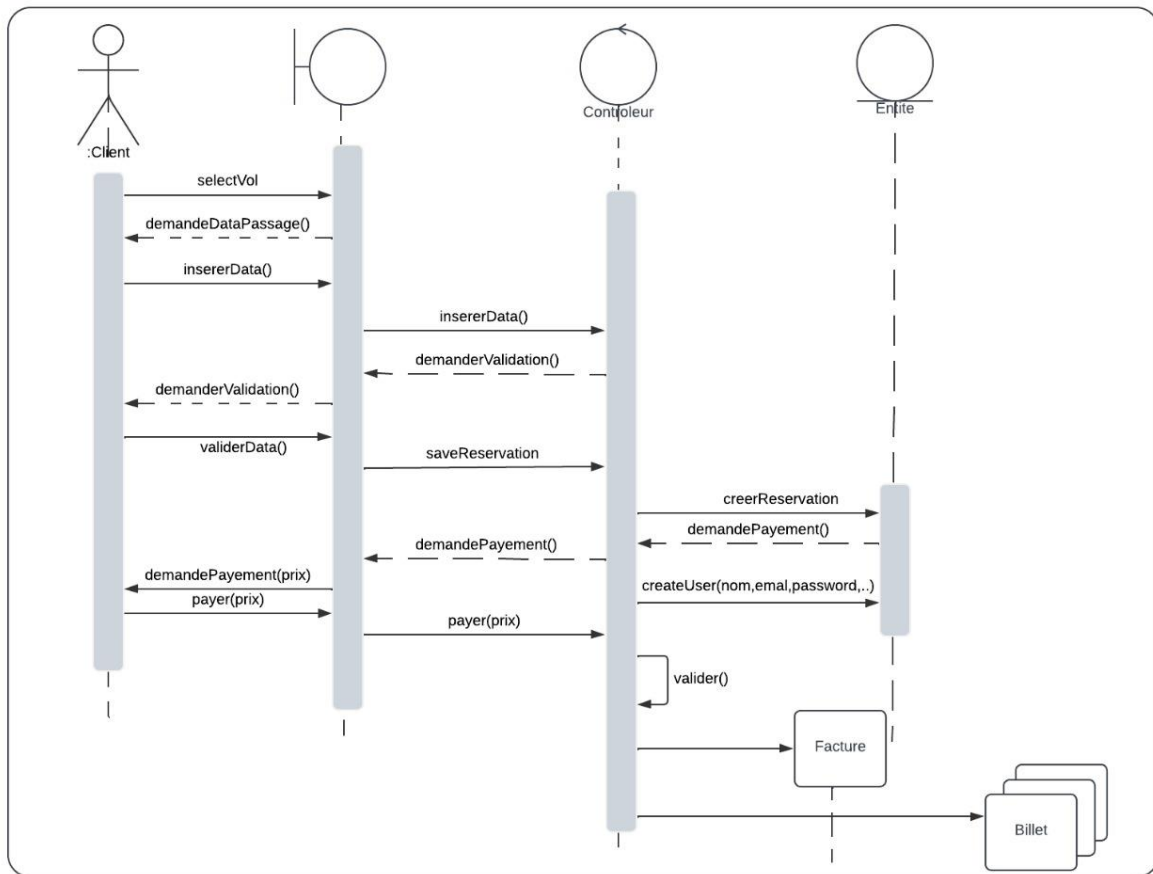 Controleur
Entite
:Client
selectVol
demandeDataPassage()
insererData()
insererData()
demanderValidation()
demanderValidation()
validerData()
saveReservation
creerReservation
demandePayement()
demandePayement()
demandePayement(prix)
createUser(nom,emal,password,..)
payer(prix)
payer(prix)
valider()
Facture
Billet